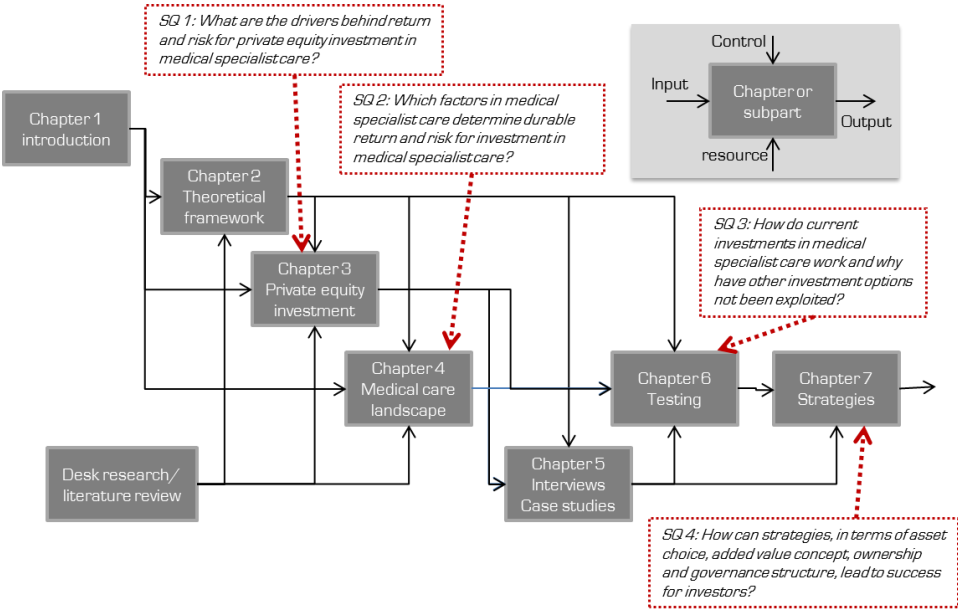 SQ 1: What are the drivers behind return
and risk for private equity investment in
medical specialist care?
SQ 2: Which factors in medical
specialist care determine durable
return and risk for investment in
medical specialist care?
Control
Input
Chapter or
subpart
Output
resource
Chapter 1
introduction
Chapter 2
Theoretical
framework
SQ 3: How do current
investments in medical
specialist care work and why
have other investment options
not been exploited?
Chapter 3
Private equity
investment
Chapter 4
Medical care
landscape
Chapter 6
Testing
Chapter 7
Strategies
Desk research/
literature review
Chapter 5
Interviews
Case studies
SQ 4: How can strategies, in terms of asset
choice, added value concept, ownership
and governance structure, lead to success
for investors?